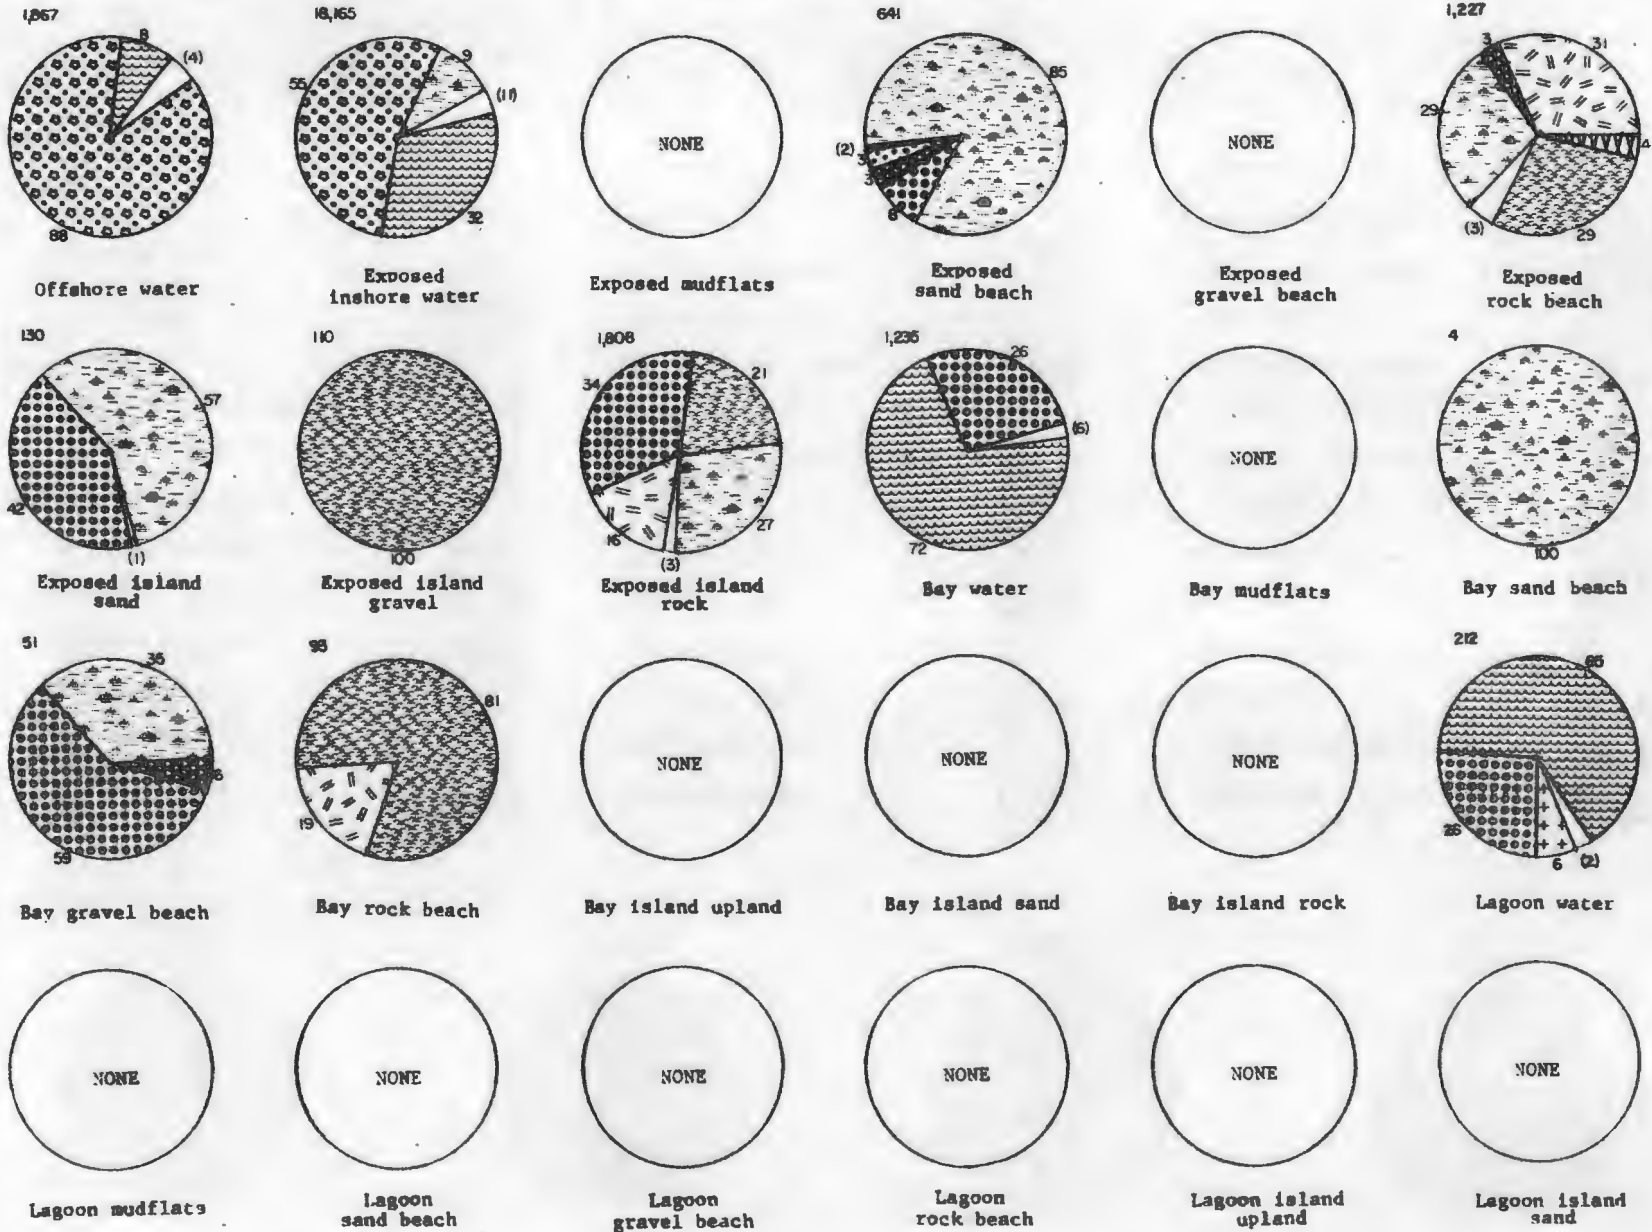 1,867
8
(4)
88
Offshore water
18,165
9
(11)
55
32
Exposed
inshore water
NONE
Exposed mudflats
641
85
(2)
3
3
8
Exposed
sand beach
NONE
Exposed
gravel beach
1,227
3
31
29
4
(3)
29
Exposed
rock beach
130
57
42
(1)
Exposed island
sand
110
100
Exposed island
gravel
1,808
34
21
16
27
(3)
Exposed island
rock
1,235
26
(6)
72
Bay water
NONE
Bay mudflats
4
100
Bay sand beach
51
35
6
59
Bay gravel beach
93
81
19
Bay rock beach
NONE
Bay island upland
NONE
Bay island sand
NONE
Bay island rock
212
26
6
(2)
Lagoon water
NONE
Lagoon mudflats
NONE
Lagoon
sand beach
NONE
Lagoon
gravel beach
NONE
Lagoon
rock beach
NONE
Lagoon island
upland
NONE
Lagoon island
sand